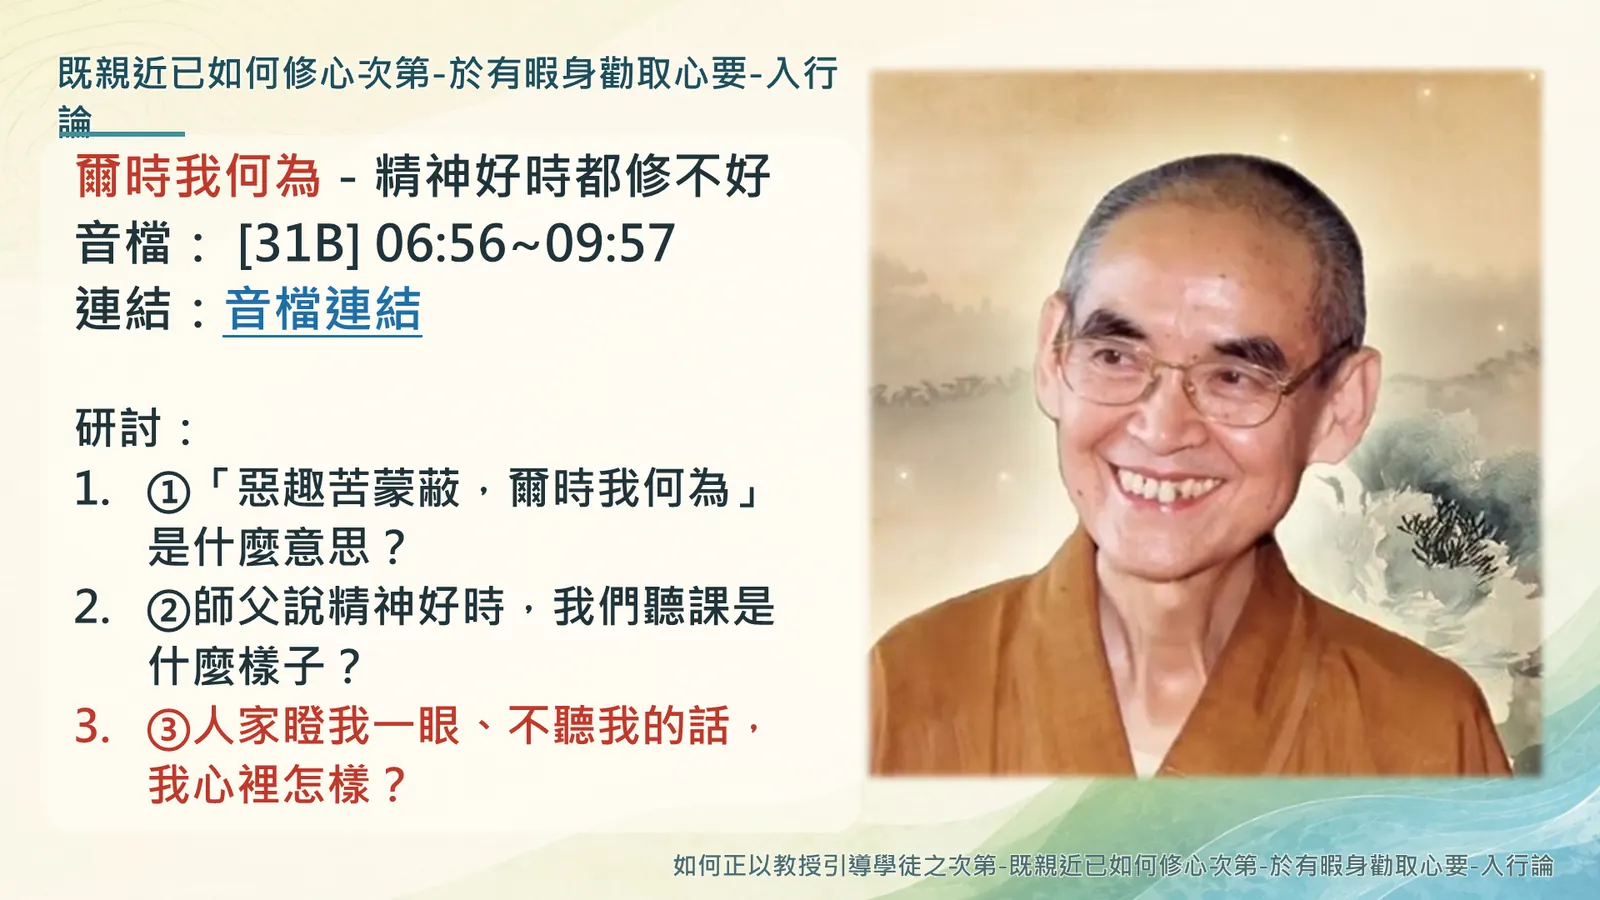 既親近已如何修心次第-於有暇身勸取心要-入行
論
爾時我何為 - 精神好時都修不好
音檔： [31B] 06:56~09:57
連結：音檔連結
研討：
1. ①「惡趣苦蒙蔽，爾時我何為」
是什麼意思？
2. ②師父說精神好時，我們聽課是
什麼樣子？
3. ③人家瞪我一眼、不聽我的話，
我心裡怎樣？
如何正以教授引導學徒之次第-既親近已如何修心次第-於有暇身勸取心要-入行論